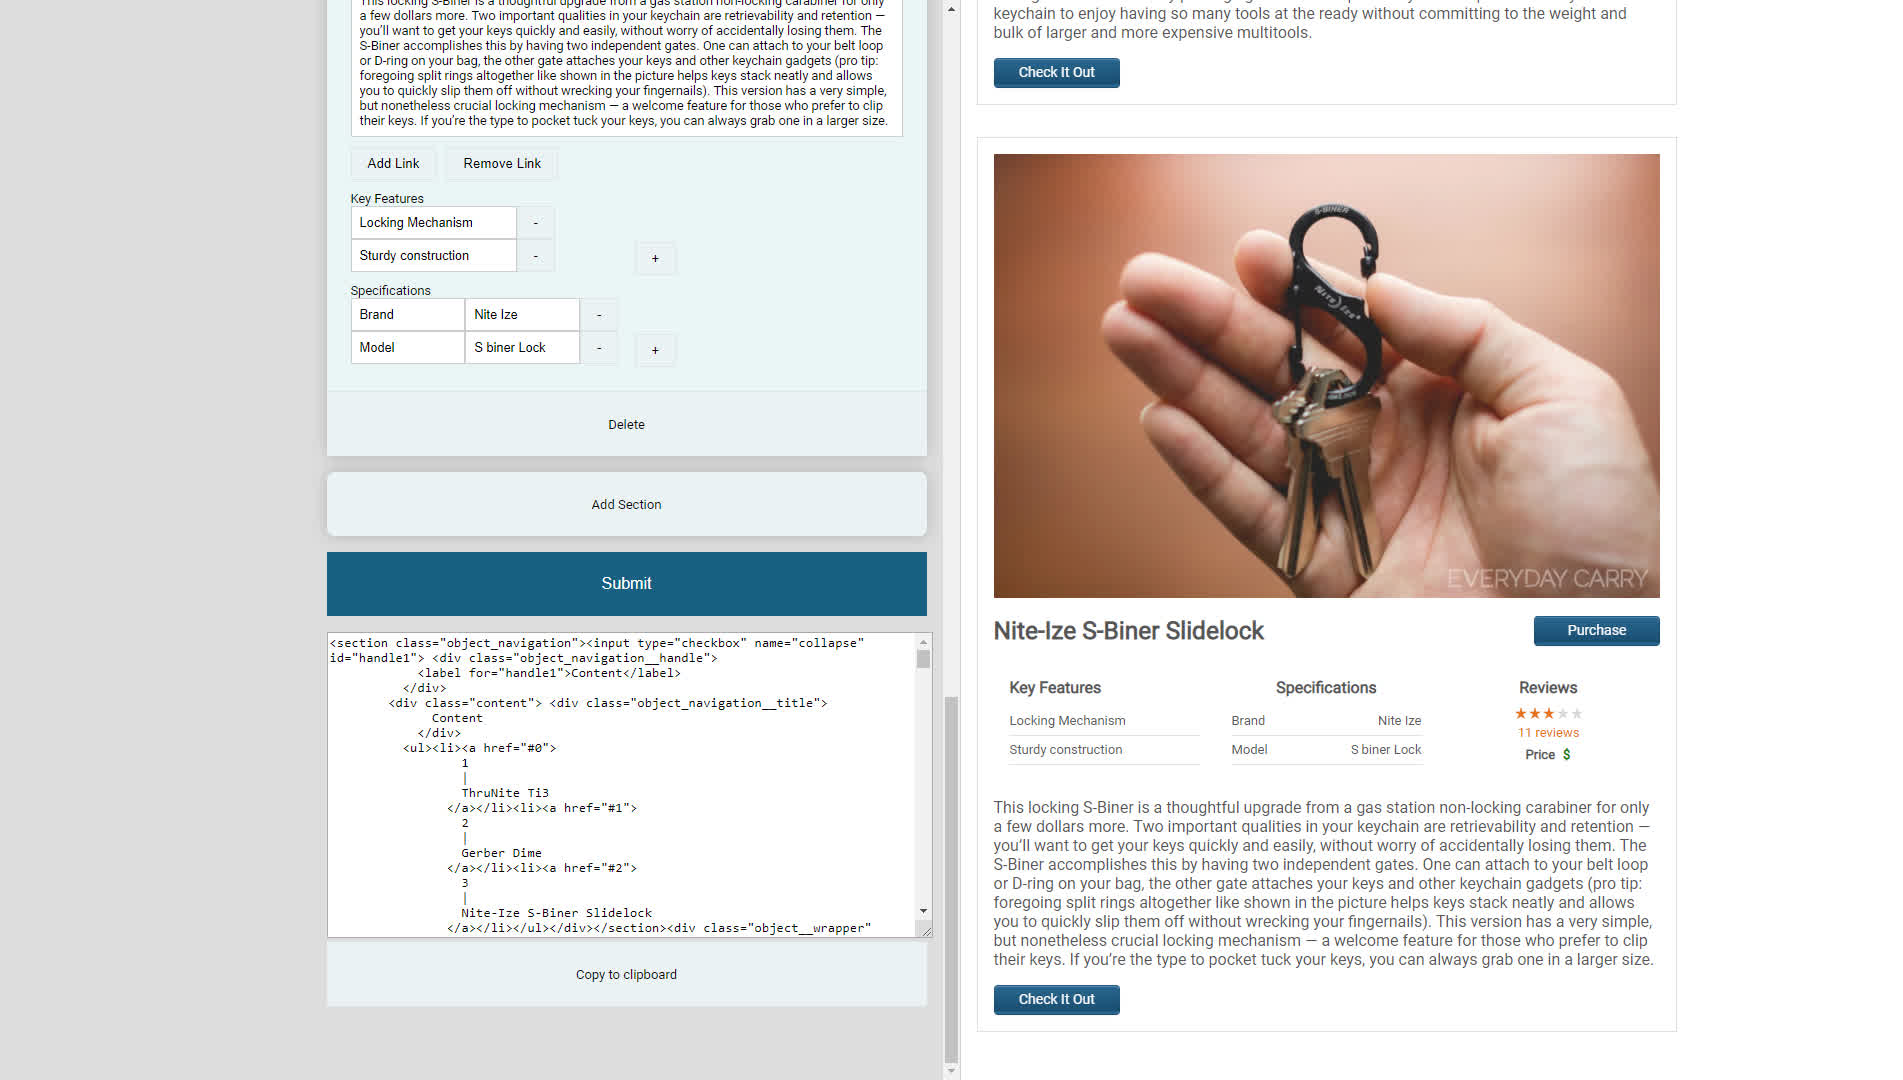 This locking S-Biner is a thoughtful upgrade from a gas station non-locking carabiner for only
a few dollars more. Two important qualities in your keychain are retrievability and retention —
you'll want to get your keys quickly and easily, without worry of accidentally losing them. The
S-Biner accomplishes this by having two independent gates. One can attach to your belt loop
or D-ring on your bag, the other gate attaches your keys and other keychain gadgets (pro tip:
foregoing split rings altogether like shown in the picture helps keys stack neatly and allows
you to quickly slip them off without wrecking your fingernails). This version has a very simple,
but nonetheless crucial locking mechanism — a welcome feature for those who prefer to clip
their keys. If you're the type to pocket tuck your keys, you can always grab one in a larger size.
Add Link Remove Link
Key Features
Locking Mechanism -
Sturdy construction - +
Specifications
Brand Nite Ize -
Model S biner Lock - +
Delete
Add Section
Submit
<section class="object_navigation"><input type="checkbox" name="collapse"
id="handle1"> <div class="object_navigation__handle">
<label for="handle1">Content</label>
</div>
<div class="content"> <div class="object_navigation__title">
Content
</div>
<ul><li><a href="#0">
1
|
ThruNite Ti3
</a></li><li><a href="#1">
2
|
Gerber Dime
</a></li><li><a href="#2">
3
|
Nite-Ize S-Biner Slidelock
</a></li></ul></div></section><div class="object__wrapper"
Copy to clipboard
keychain to enjoy having so many tools at the ready without committing to the weight and
bulk of larger and more expensive multitools.
Check It Out
S-BINER
Nite Ize
EVERYDAY CARRY
Nite-Ize S-Biner Slidelock Purchase
Key Features Specifications Reviews
Locking Mechanism Brand Nite Ize
11 reviews
Sturdy construction Model S biner Lock Price $
This locking S-Biner is a thoughtful upgrade from a gas station non-locking carabiner for only
a few dollars more. Two important qualities in your keychain are retrievability and retention —
you'll want to get your keys quickly and easily, without worry of accidentally losing them. The
S-Biner accomplishes this by having two independent gates. One can attach to your belt loop
or D-ring on your bag, the other gate attaches your keys and other keychain gadgets (pro tip:
foregoing split rings altogether like shown in the picture helps keys stack neatly and allows
you to quickly slip them off without wrecking your fingernails). This version has a very simple,
but nonetheless crucial locking mechanism — a welcome feature for those who prefer to clip
their keys. If you're the type to pocket tuck your keys, you can always grab one in a larger size.
Check It Out